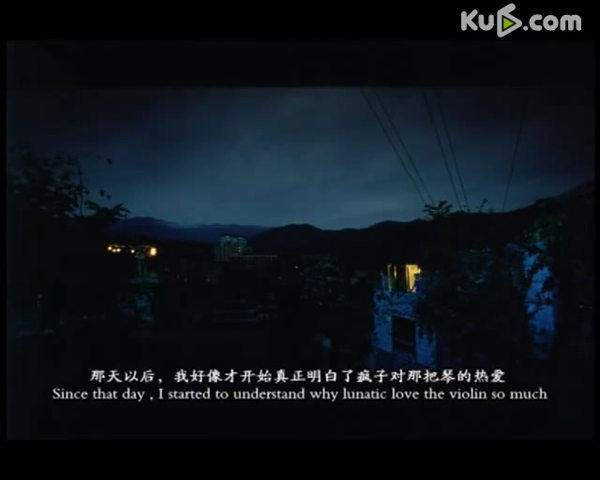 Ku6.com
那天以后，我好像才开始真正明白了疯子对那把琴的热爱
Since that day , I started to understand why lunatic love the violin so much